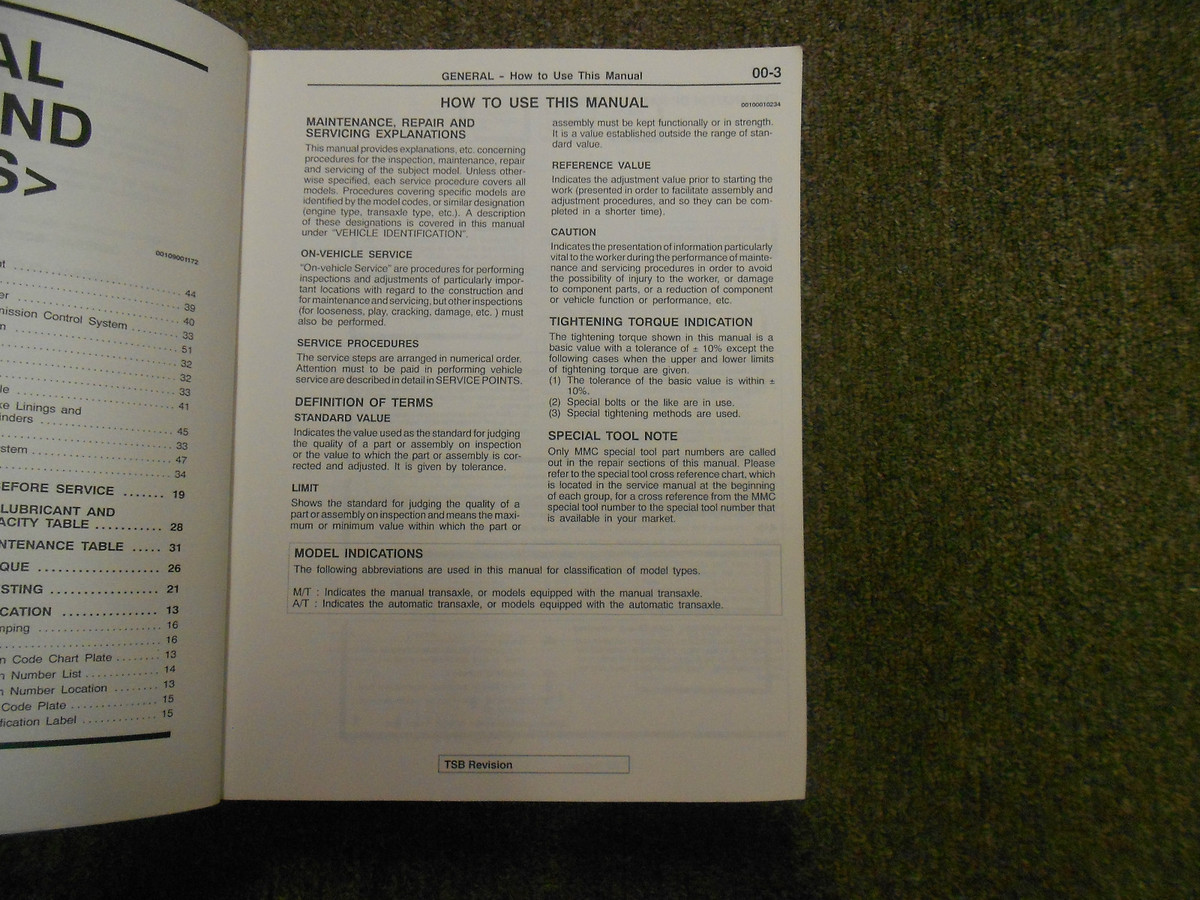 AL
ND
S>
00109001172
44
er 39
40
mission Control System 33
51
32
32
le 33
41
ke Linings and
inders 45
33
stem 47
34
EFORE SERVICE ....... 19
LUBRICANT AND
ACITY TABLE ........... 28
NTENANCE TABLE ..... 31
QUE .................. 26
STING ................ 21
CATION .............. 13
mping .................. 16
16
n Code Chart Plate ........ 13
n Number List ............ 14
n Number Location ....... 13
Code Plate ................ 15
fication Label ............ 15
GENERAL - How to Use This Manual 00-3
HOW TO USE THIS MANUAL 00100010234
MAINTENANCE, REPAIR AND
SERVICING EXPLANATIONS
This manual provides explanations, etc. concerning
procedures for the inspection, maintenance, repair
and servicing of the subject model. Unless other-
wise specified, each service procedure covers all
models. Procedures covering specific models are
identified by the model codes, or similar designation
(engine type, transaxle type, etc.). A description
of these designations is covered in this manual
under "VEHICLE IDENTIFICATION".
ON-VEHICLE SERVICE
"On-vehicle Service" are procedures for performing
inspections and adjustments of particularly impor-
tant locations with regard to the construction and
for maintenance and servicing, but other inspections
(for looseness, play, cracking, damage, etc. ) must
also be performed.
SERVICE PROCEDURES
The service steps are arranged in numerical order.
Attention must to be paid in performing vehicle
service are described in detail in SERVICE POINTS.
DEFINITION OF TERMS
STANDARD VALUE
Indicates the value used as the standard for judging
the quality of a part or assembly on inspection
or the value to which the part or assembly is cor-
rected and adjusted. It is given by tolerance.
LIMIT
Shows the standard for judging the quality of a
part or assembly on inspection and means the maxi-
mum or minimum value within which the part or
assembly must be kept functionally or in strength.
It is a value established outside the range of stan-
dard value.
REFERENCE VALUE
Indicates the adjustment value prior to starting the
work (presented in order to facilitate assembly and
adjustment procedures, and so they can be com-
pleted in a shorter time).
CAUTION
Indicates the presentation of information particularly
vital to the worker during the performance of mainte-
nance and servicing procedures in order to avoid
the possibility of injury to the worker, or damage
to component parts, or a reduction of component
or vehicle function or performance, etc.
TIGHTENING TORQUE INDICATION
The tightening torque shown in this manual is a
basic value with a tolerance of ± 10% except the
following cases when the upper and lower limits
of tightening torque are given.
(1) The tolerance of the basic value is within ±
10%.
(2) Special bolts or the like are in use.
(3) Special tightening methods are used.
SPECIAL TOOL NOTE
Only MMC special tool part numbers are called
out in the repair sections of this manual. Please
refer to the special tool cross reference chart, which
is located in the service manual at the beginning
of each group, for a cross reference from the MMC
special tool number to the special tool number that
is available in your market.
MODEL INDICATIONS
The following abbreviations are used in this manual for classification of model types.
M/T : Indicates the manual transaxle, or models equipped with the manual transaxle.
A/T : Indicates the automatic transaxle, or models equipped with the automatic transaxle.
TSB Revision